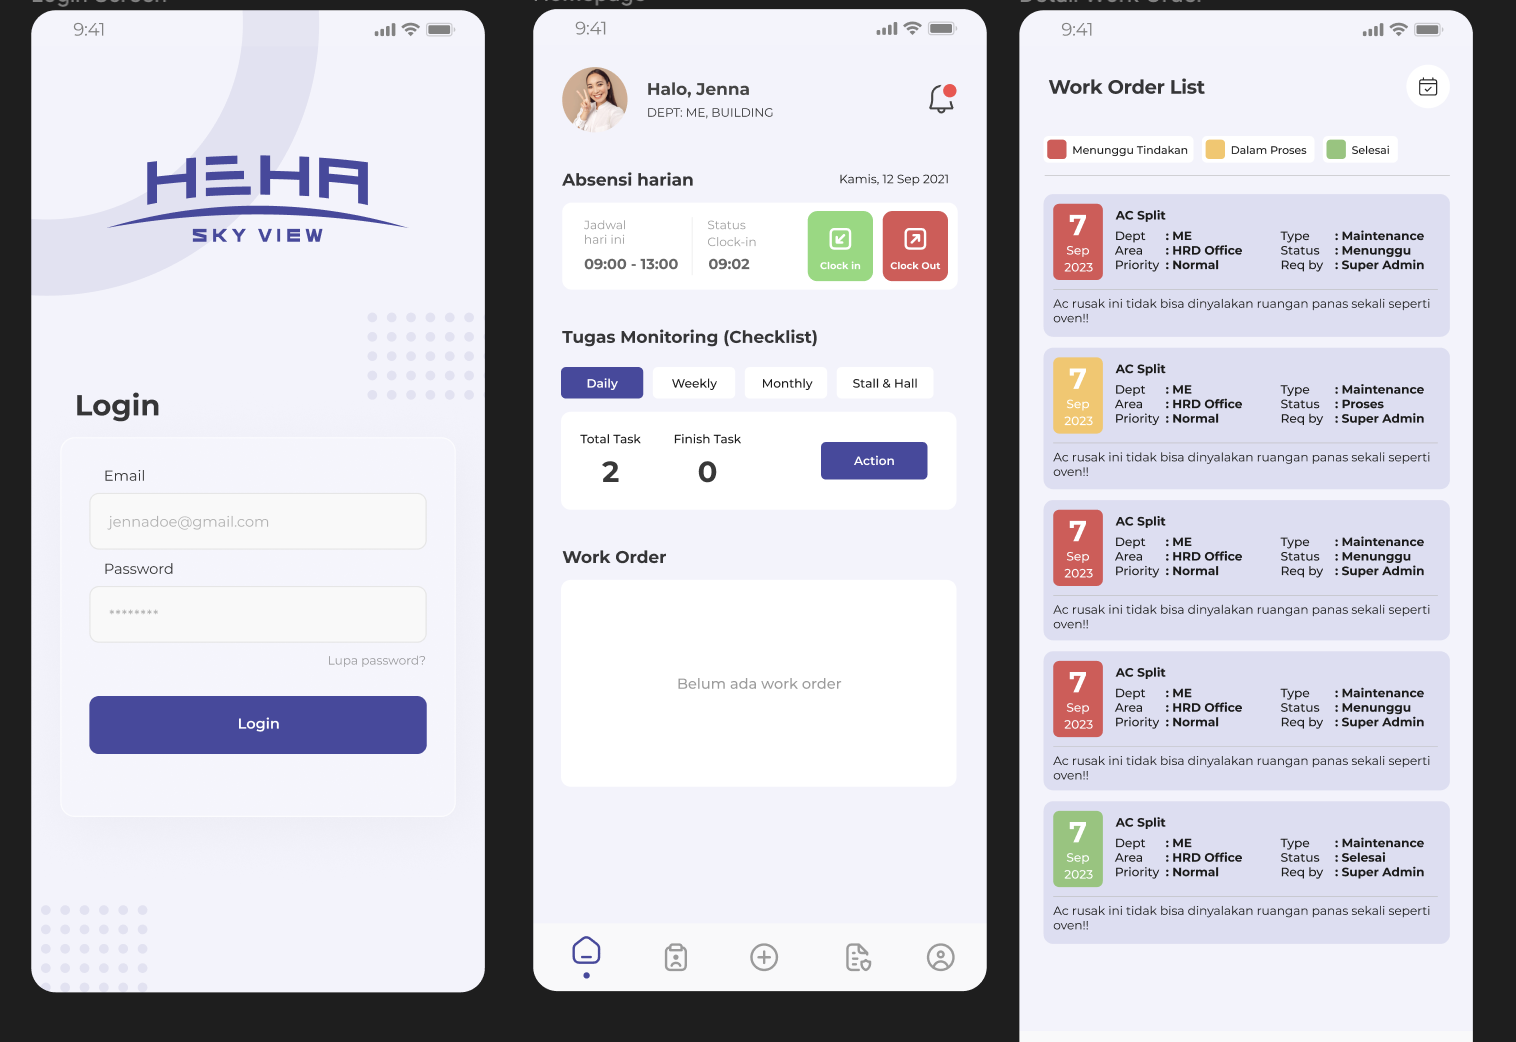 Login Screen
9:41
HEHA
SKY VIEW
Login
Email
jennadoe@gmail.com
Password
********
Lupa password?
Login
Homepage
9:41
Halo, Jenna
DEPT: ME, BUILDING
Absensi harian
Kamis, 12 Sep 2021
Jadwal
hari ini
09:00 - 13:00
Status
Clock-in
09:02
Clock in
Clock Out
Tugas Monitoring (Checklist)
Daily
Weekly
Monthly
Stall & Hall
Total Task
2
Finish Task
0
Action
Work Order
Belum ada work order
Detail Work Order
9:41
Work Order List
Menunggu Tindakan
Dalam Proses
Selesai
7
Sep
2023
AC Split
Dept : ME
Area : HRD Office
Priority : Normal
Type : Maintenance
Status : Menunggu
Req by : Super Admin
Ac rusak ini tidak bisa dinyalakan ruangan panas sekali seperti
oven!!
7
Sep
2023
AC Split
Dept : ME
Area : HRD Office
Priority : Normal
Type : Maintenance
Status : Proses
Req by : Super Admin
Ac rusak ini tidak bisa dinyalakan ruangan panas sekali seperti
oven!!
7
Sep
2023
AC Split
Dept : ME
Area : HRD Office
Priority : Normal
Type : Maintenance
Status : Menunggu
Req by : Super Admin
Ac rusak ini tidak bisa dinyalakan ruangan panas sekali seperti
oven!!
7
Sep
2023
AC Split
Dept : ME
Area : HRD Office
Priority : Normal
Type : Maintenance
Status : Menunggu
Req by : Super Admin
Ac rusak ini tidak bisa dinyalakan ruangan panas sekali seperti
oven!!
7
Sep
2023
AC Split
Dept : ME
Area : HRD Office
Priority : Normal
Type : Maintenance
Status : Selesai
Req by : Super Admin
Ac rusak ini tidak bisa dinyalakan ruangan panas sekali seperti
oven!!